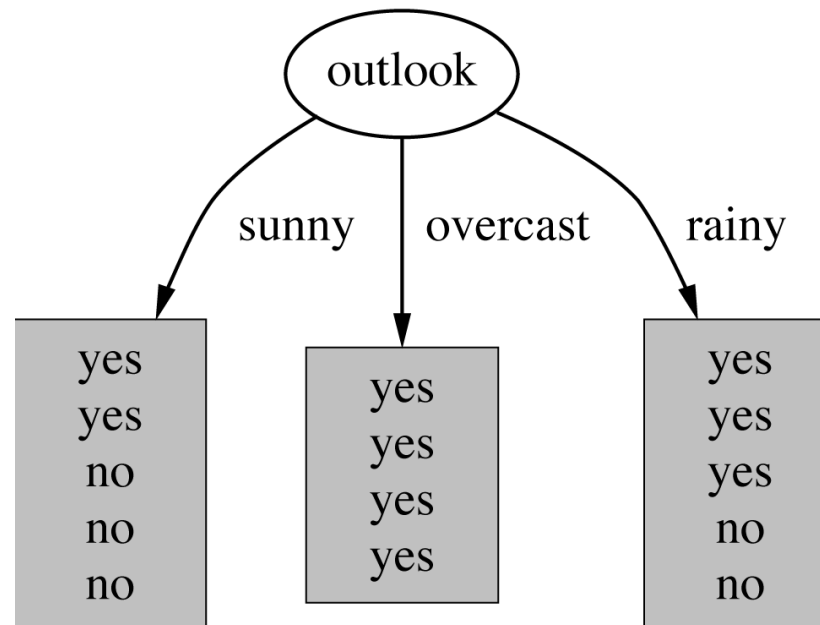 outlook
sunny overcast rainy
yes
yes
no
no
no
yes
yes
yes
yes
yes
yes
yes
no
no